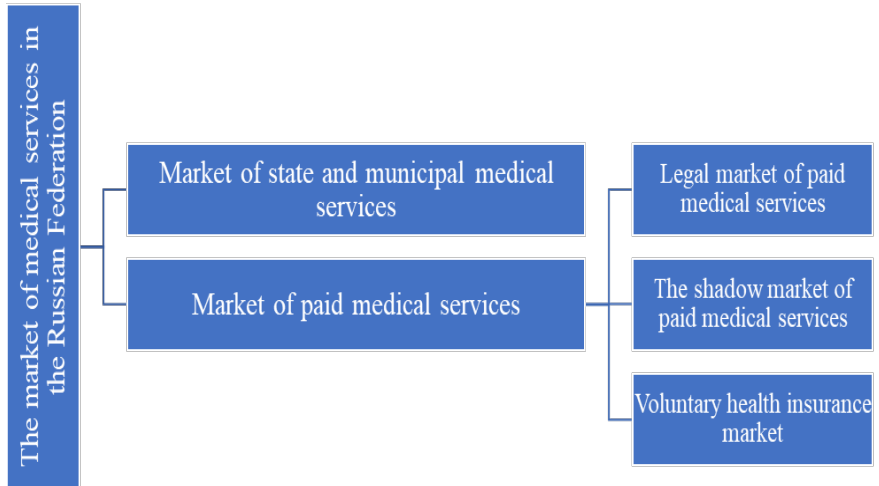 The market of medical services in
the Russian Federation
Market of state and municipal medical
services
Market of paid medical services
Legal market of paid
medical services
The shadow market of
paid medical services
Voluntary health insurance
market